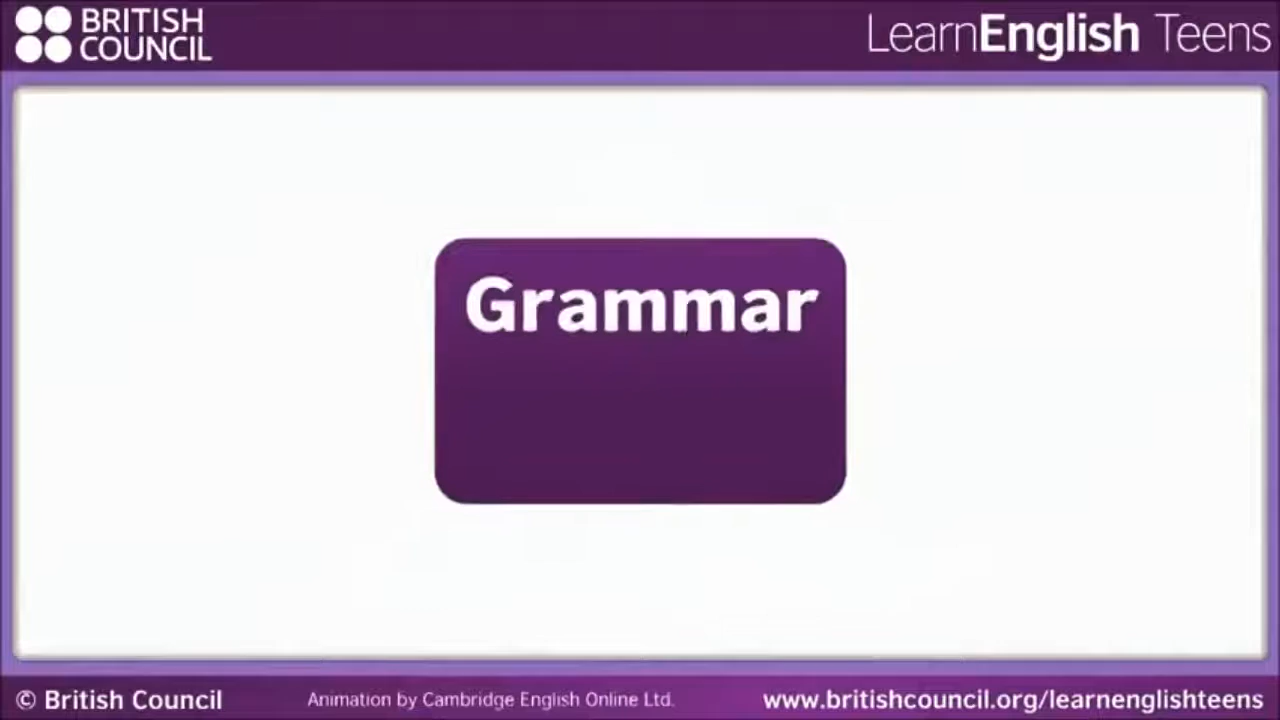 BRITISH
COUNCIL
LearnEnglish Teens
Grammar
© British Council
Animation by Cambridge English Online Ltd.
www.britishcouncil.org/learnenglishteens